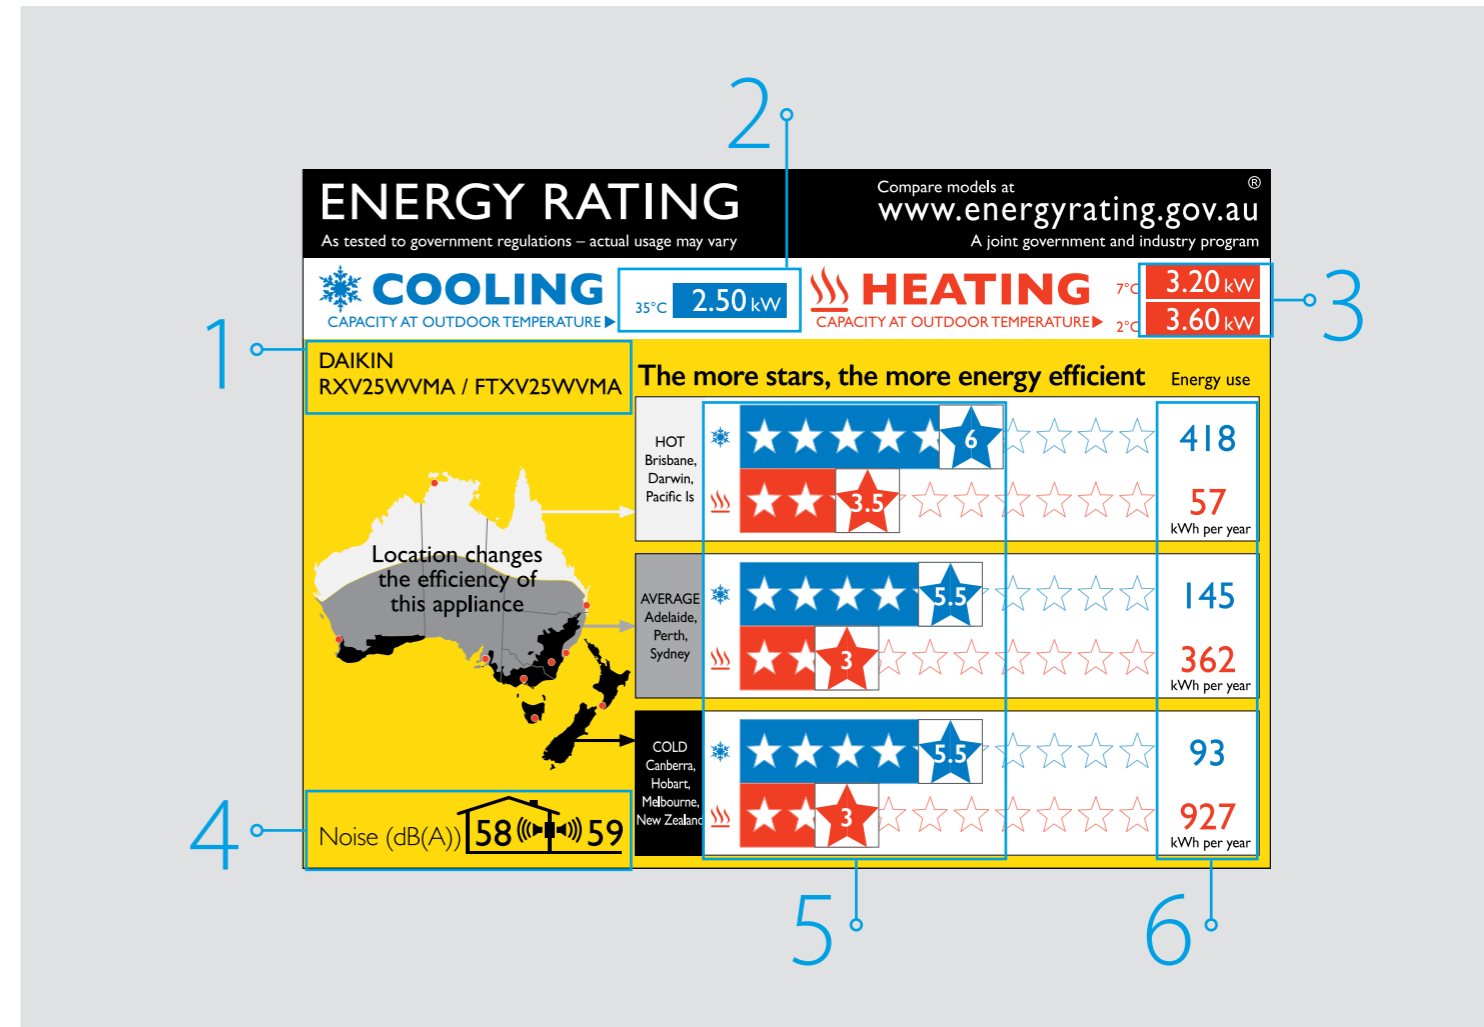 2
ENERGY RATING
As tested to government regulations – actual usage may vary
Compare models at
®
www.energyrating.gov.au
A joint government and industry program
COOLING
CAPACITY AT OUTDOOR TEMPERATURE
35°C 2.50 kW
HEATING
CAPACITY AT OUTDOOR TEMPERATURE
7°C 3.20 kW
2°C 3.60 kW
3
1
DAIKIN
RXV25WVMA / FTXV25WVMA
The more stars, the more energy efficient
Energy use
HOT
Brisbane,
Darwin,
Pacific Is
6
418
3.5
57
kWh per year
Location changes
the efficiency of
this appliance
AVERAGE
Adelaide,
Perth,
Sydney
5.5
145
3
362
kWh per year
COLD
Canberra,
Hobart,
Melbourne,
New Zealand
5.5
93
3
927
kWh per year
4
Noise (dB(A)) 58 59
5
6